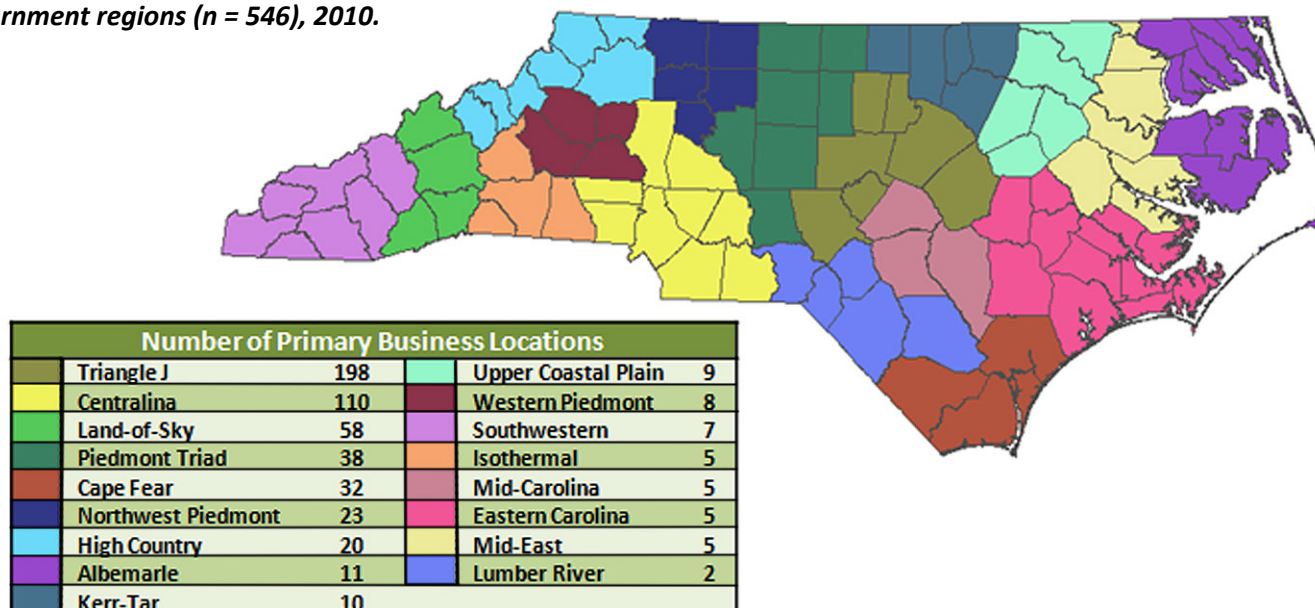 rnment regions (n = 546), 2010.
Number of Primary Business Locations
Triangle J 198 Upper Coastal Plain 9
Centralina 110 Western Piedmont 8
Land-of-Sky 58 Southwestern 7
Piedmont Triad 38 Isothermal 5
Cape Fear 32 Mid-Carolina 5
Northwest Piedmont 23 Eastern Carolina 5
High Country 20 Mid-East 5
Albemarle 11 Lumber River 2
Kerr-Tar 10